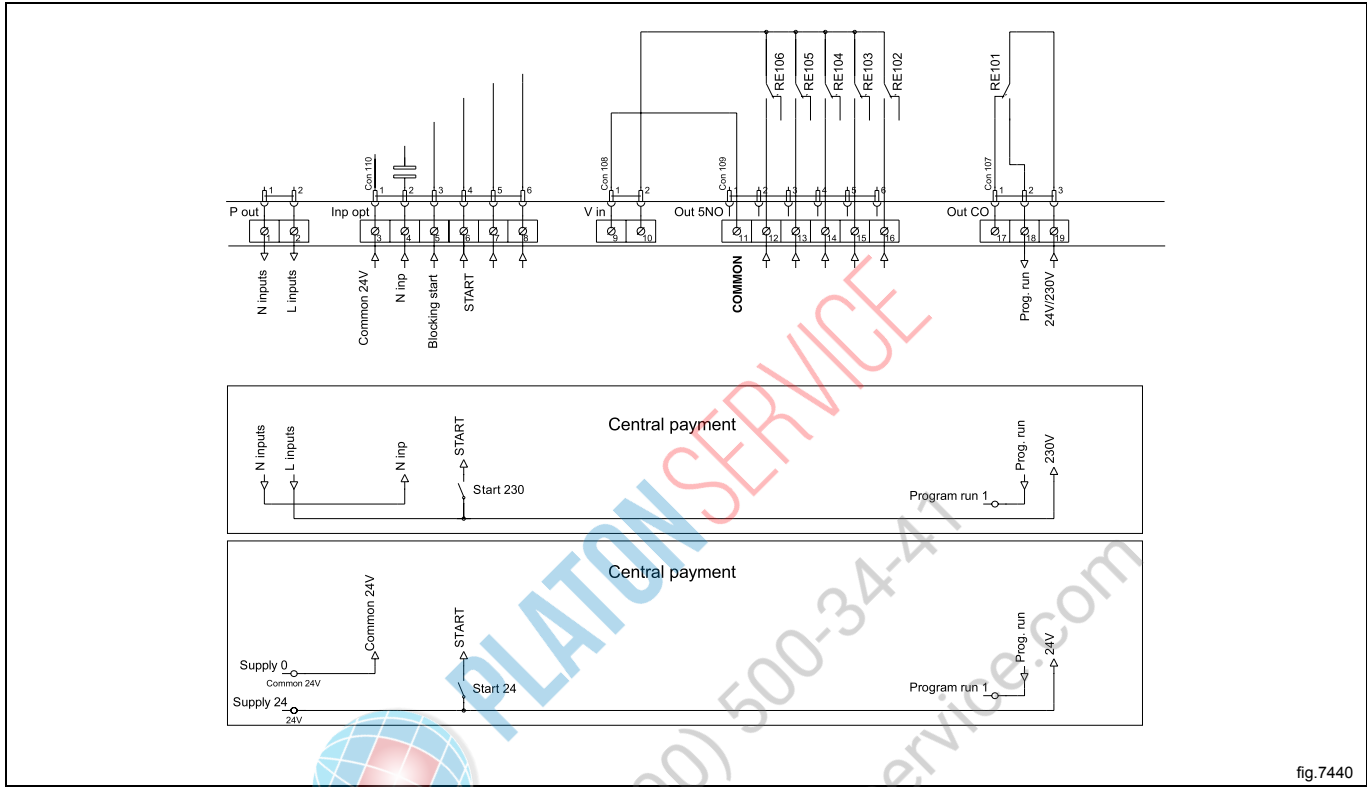 RE106 RE105 RE104 RE103 RE102 RE101
Con 110 Con 108 Con 109 Con 107
1 2 1 2 3 4 5 6 1 2 1 2 3 4 5 6 1 2 3
P out Inp opt V in Out 5NO Out CO
1 2 3 4 5 6 7 8 9 10 11 12 13 14 15 16 17 18 19
N inputs L inputs Common 24V N inp Blocking start START COMMON Prog. run 24V/230V
Central payment
N inputs L inputs N inp START Prog. run 230V
Start 230
Program run 1
Central payment
Common 24V START Prog. run 24V
Supply 0
Common 24V
Start 24
Program run 1
Supply 24
24V
PLATONSERVICE
00) 500-34-41
ervice.com
fig.7440